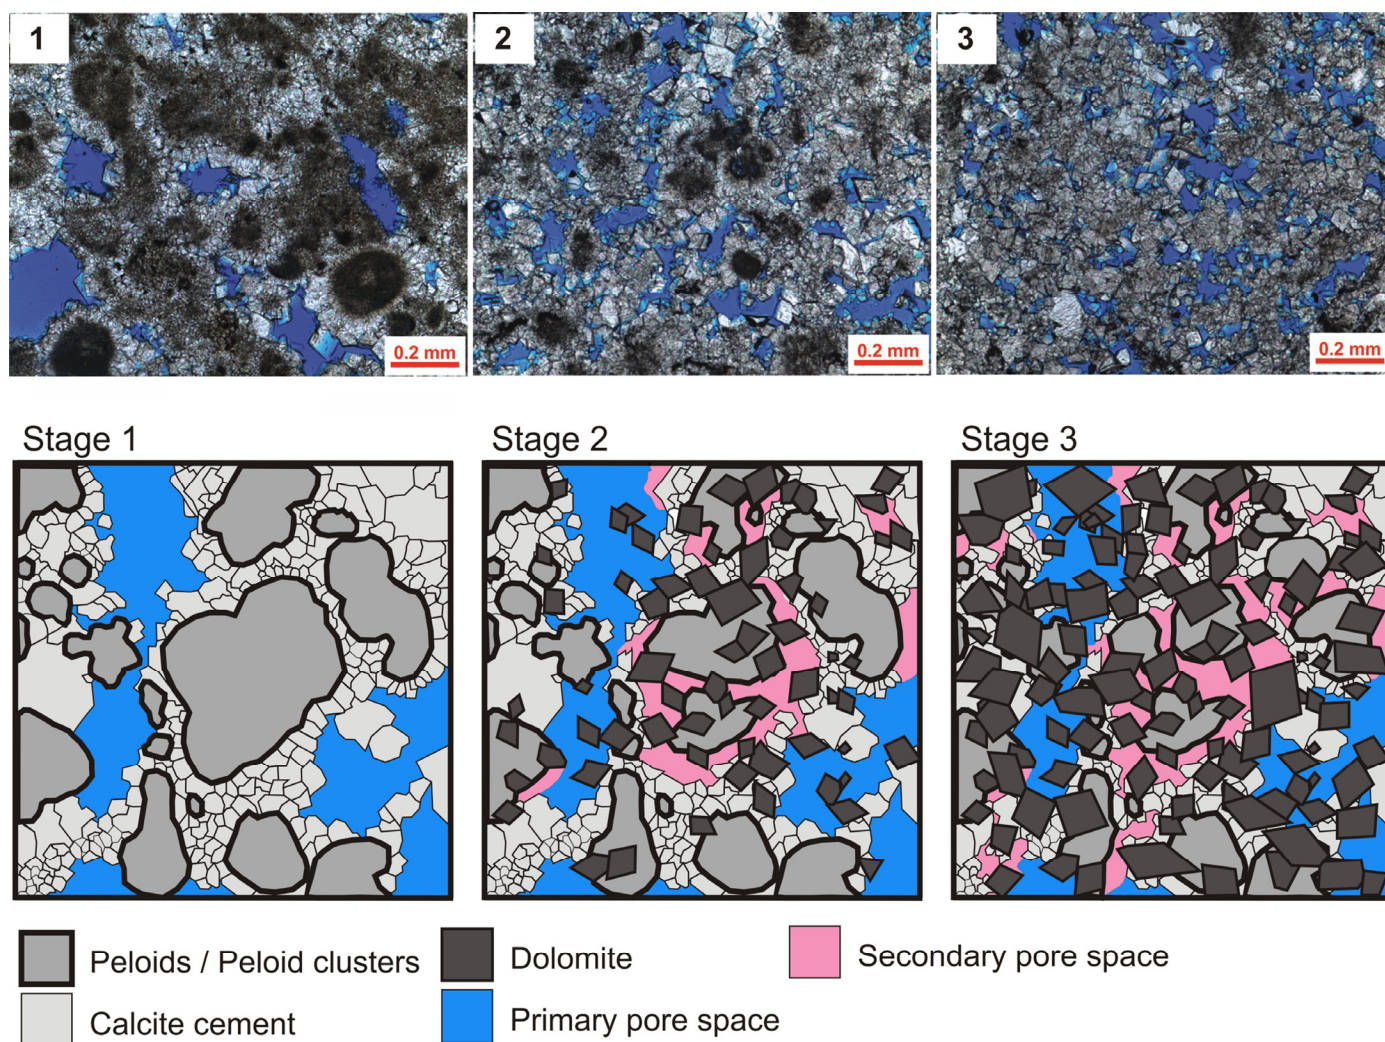 1
2
3
0.2 mm
0.2 mm
0.2 mm
Stage 1
Stage 2
Stage 3
Peloids / Peloid clusters
Dolomite
Secondary pore space
Calcite cement
Primary pore space